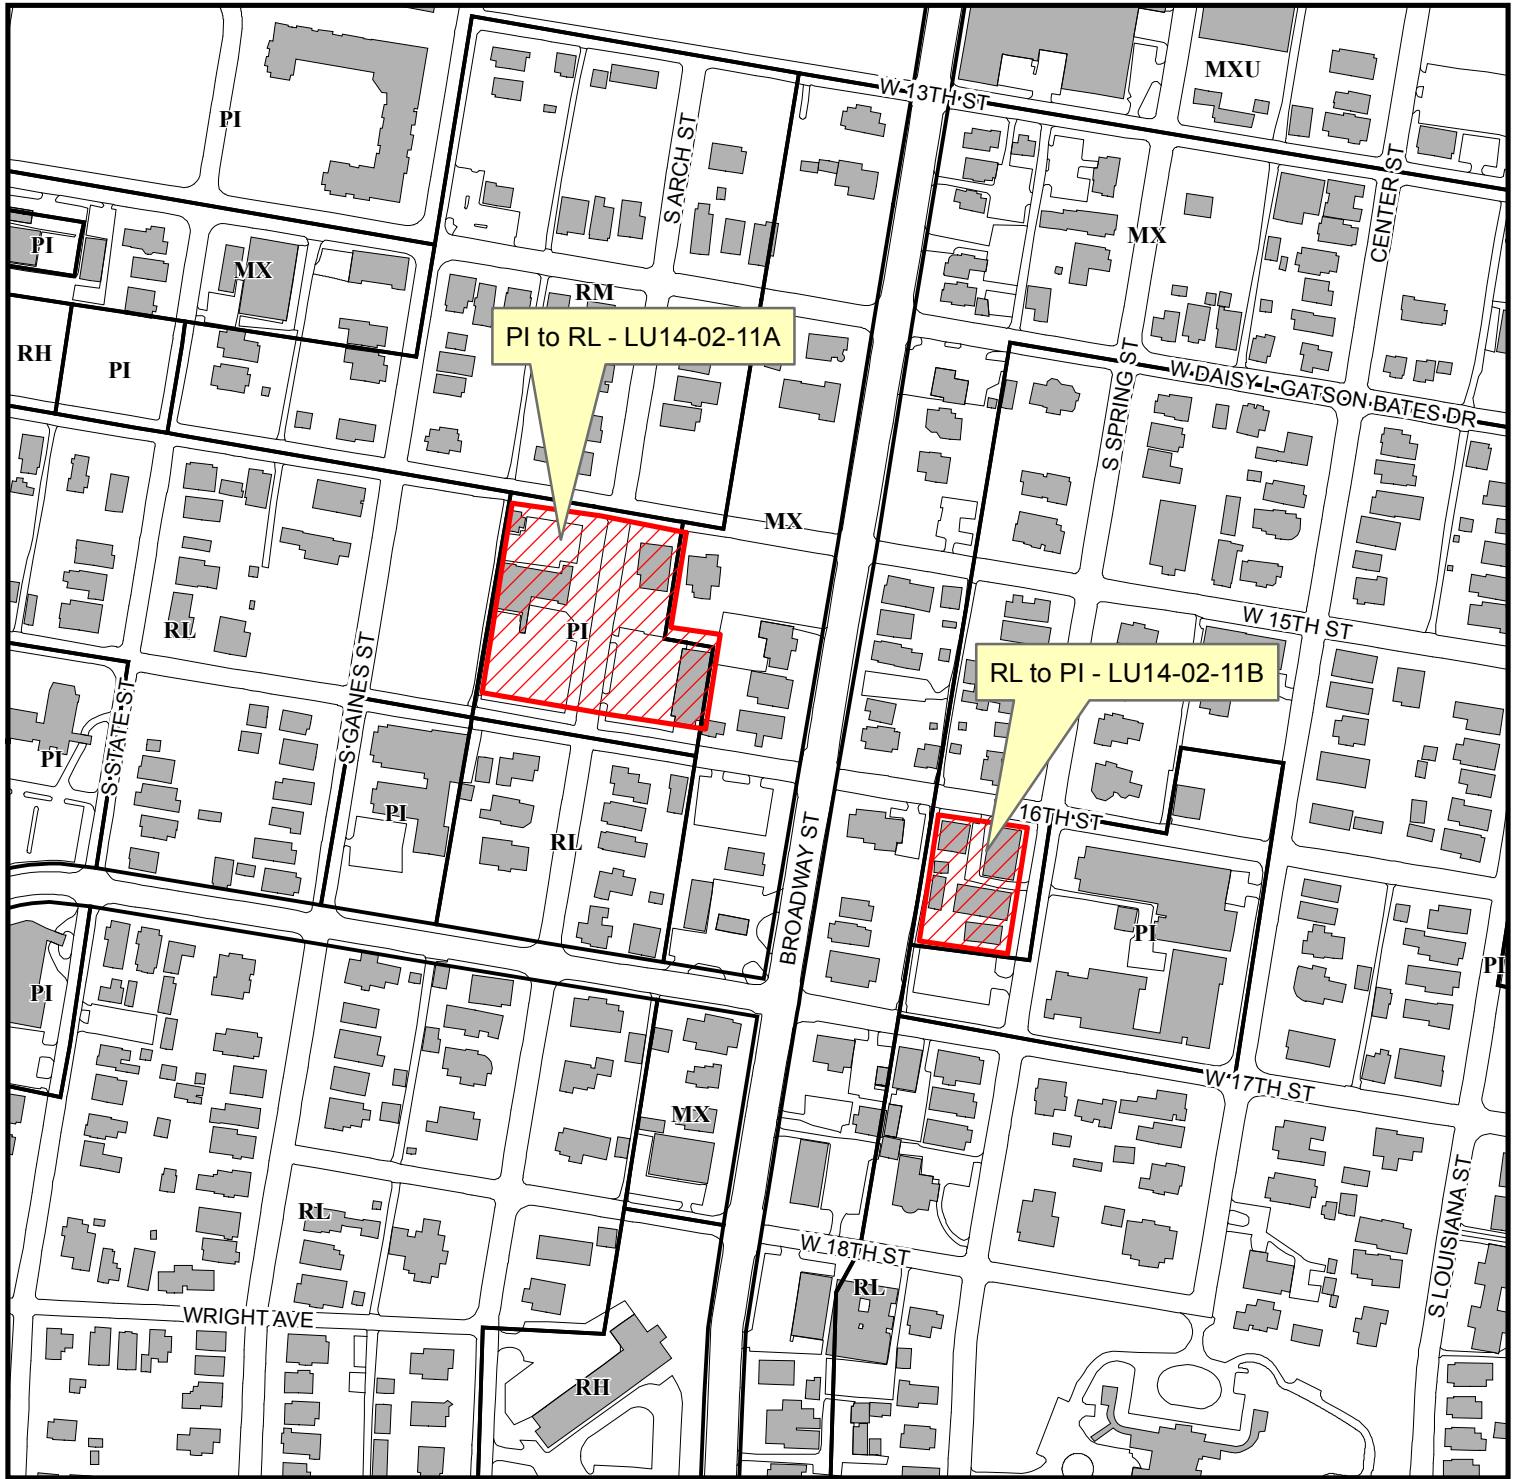 MXU
W 13TH ST
PI
S ARCH ST
CENTER ST
PI
MX
MX
RM
PI to RL - LU14-02-11A
RH
PI
S SPRING ST
W DAISY L GATSON BATES DR
MX
W 15TH ST
RL
PI
RL to PI - LU14-02-11B
S GAINES ST
S STATE ST
PI
PI
16TH ST
RL
BROADWAY ST
PI
PI
PI
W 17TH ST
MX
RL
S LOUISIANA ST
W 18TH ST
RL
WRIGHT AVE
RH